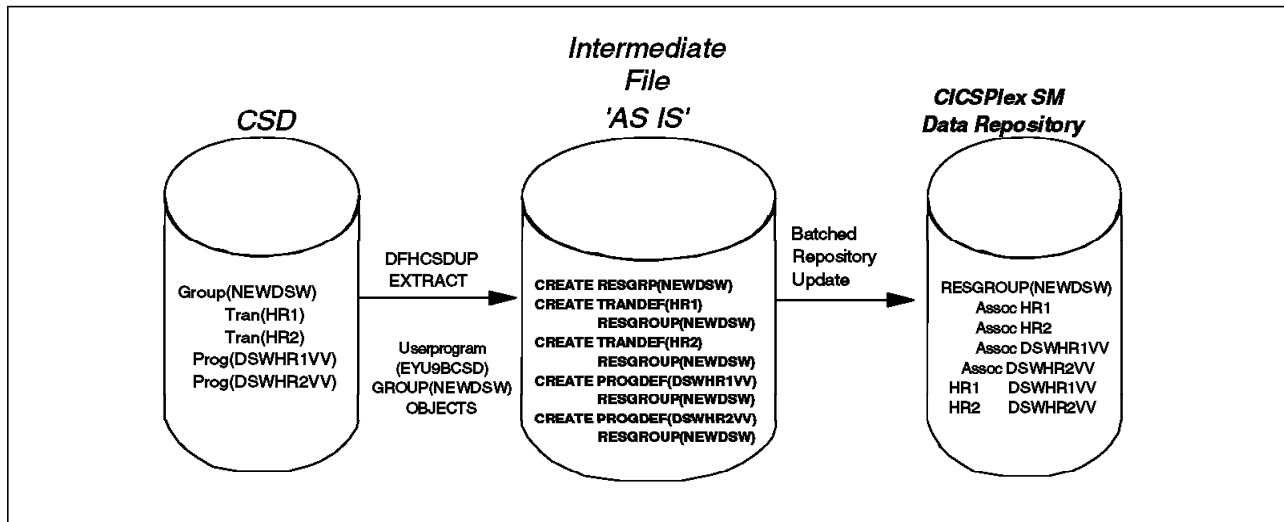 CSD
Group(NEWDSW)
Tran(HR1)
Tran(HR2)
Prog(DSWHR1VV)
Prog(DSWHR2VV)
DFHCSDUP
EXTRACT
Userprogram
(EYU9BCSD)
GROUP(NEWDSW)
OBJECTS
Intermediate
File
'AS IS'
CREATE RESGRP(NEWDSW)
CREATE TRANDEF(HR1)
RESGROUP(NEWDSW)
CREATE TRANDEF(HR2)
RESGROUP(NEWDSW)
CREATE PROGDEF(DSWHR1VV)
RESGROUP(NEWDSW)
CREATE PROGDEF(DSWHR2VV)
RESGROUP(NEWDSW)
Batched
Repository
Update
CICSPlex SM
Data Repository
RESGROUP(NEWDSW)
Assoc HR1
Assoc HR2
Assoc DSWHR1VV
Assoc DSWHR2VV
HR1 DSWHR1VV
HR2 DSWHR2VV